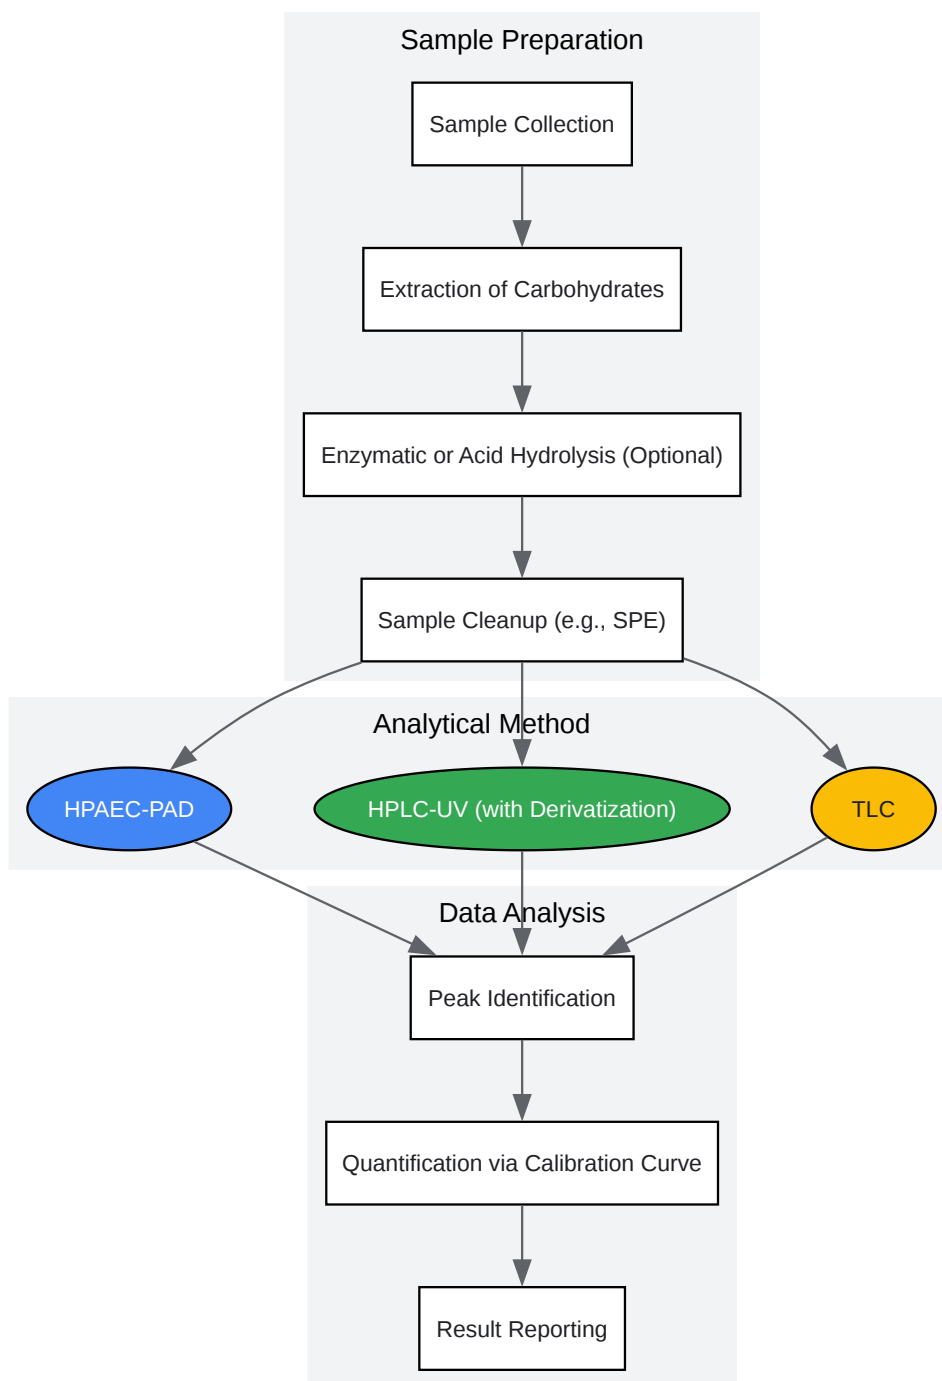 Sample Preparation
Sample Collection
Extraction of Carbohydrates
Enzymatic or Acid Hydrolysis (Optional)
Sample Cleanup (e.g., SPE)
Analytical Method
HPAEC-PAD
HPLC-UV (with Derivatization)
TLC
Data Analysis
Peak Identification
Quantification via Calibration Curve
Result Reporting